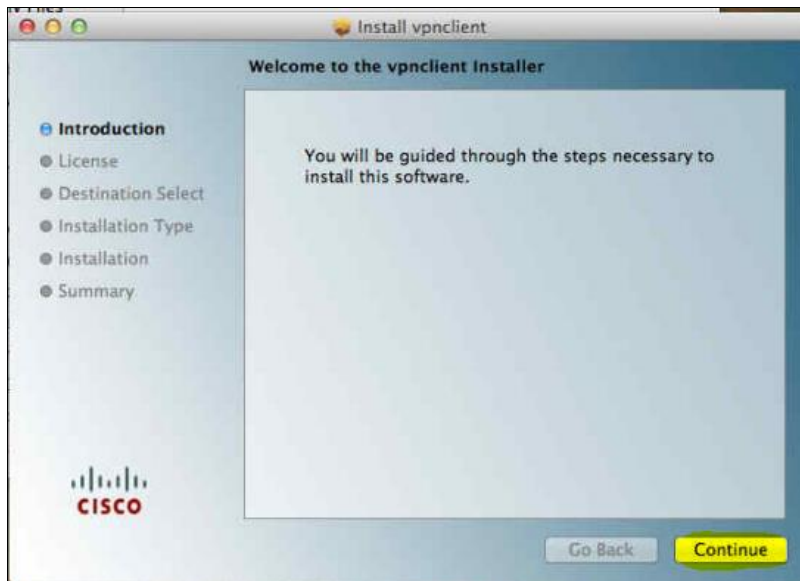 Install vpnclient
Welcome to the vpnclient Installer
Introduction
License
Destination Select
Installation Type
Installation
Summary
You will be guided through the steps necessary to
install this software.
CISCO
Go Back
Continue